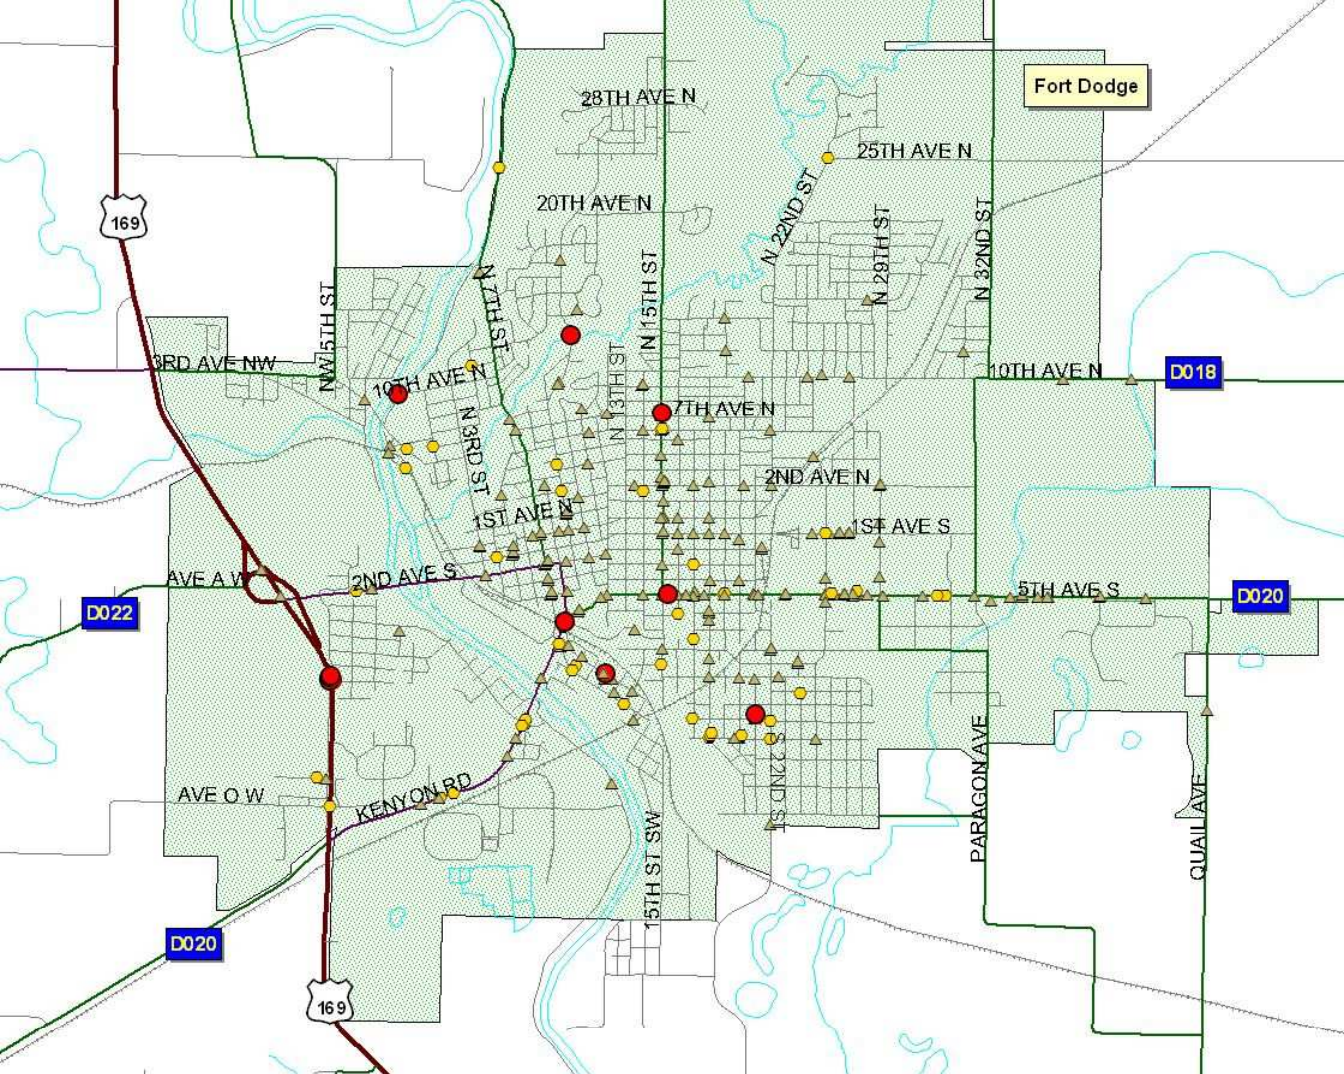 Fort Dodge
28TH AVE N
25TH AVE N
169
20TH AVE N
N 22ND ST
N 29TH ST
N 32ND ST
N 15TH ST
N 7TH ST
NW 5TH ST
3RD AVE NW
10TH AVE N
N 13TH ST
10TH AVE N
D018
7TH AVE N
N 3RD ST
2ND AVE N
1ST AVE N
1ST AVE S
AVE A W
2ND AVE S
5TH AVE S
D022
D020
S 22ND ST
PARAGON AVE
QUAIL AVE
AVE O W
KENYON RD
15TH ST SW
D020
169